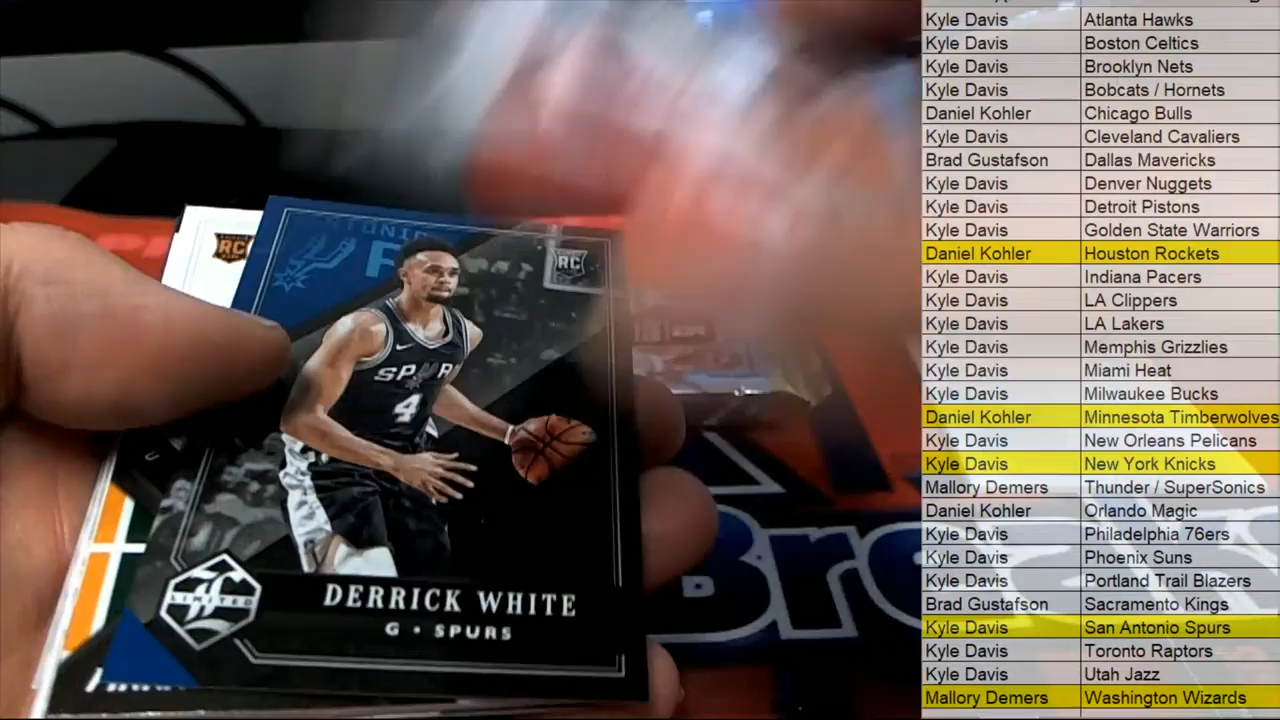 RC
RC
SPURS
4
LIMITED
DERRICK WHITE
G • SPURS
Kyle Davis Atlanta Hawks
Kyle Davis Boston Celtics
Kyle Davis Brooklyn Nets
Kyle Davis Bobcats / Hornets
Daniel Kohler Chicago Bulls
Kyle Davis Cleveland Cavaliers
Brad Gustafson Dallas Mavericks
Kyle Davis Denver Nuggets
Kyle Davis Detroit Pistons
Kyle Davis Golden State Warriors
Daniel Kohler Houston Rockets
Kyle Davis Indiana Pacers
Kyle Davis LA Clippers
Kyle Davis LA Lakers
Kyle Davis Memphis Grizzlies
Kyle Davis Miami Heat
Kyle Davis Milwaukee Bucks
Daniel Kohler Minnesota Timberwolves
Kyle Davis New Orleans Pelicans
Kyle Davis New York Knicks
Mallory Demers Thunder / SuperSonics
Daniel Kohler Orlando Magic
Kyle Davis Philadelphia 76ers
Kyle Davis Phoenix Suns
Kyle Davis Portland Trail Blazers
Brad Gustafson Sacramento Kings
Kyle Davis San Antonio Spurs
Kyle Davis Toronto Raptors
Kyle Davis Utah Jazz
Mallory Demers Washington Wizards